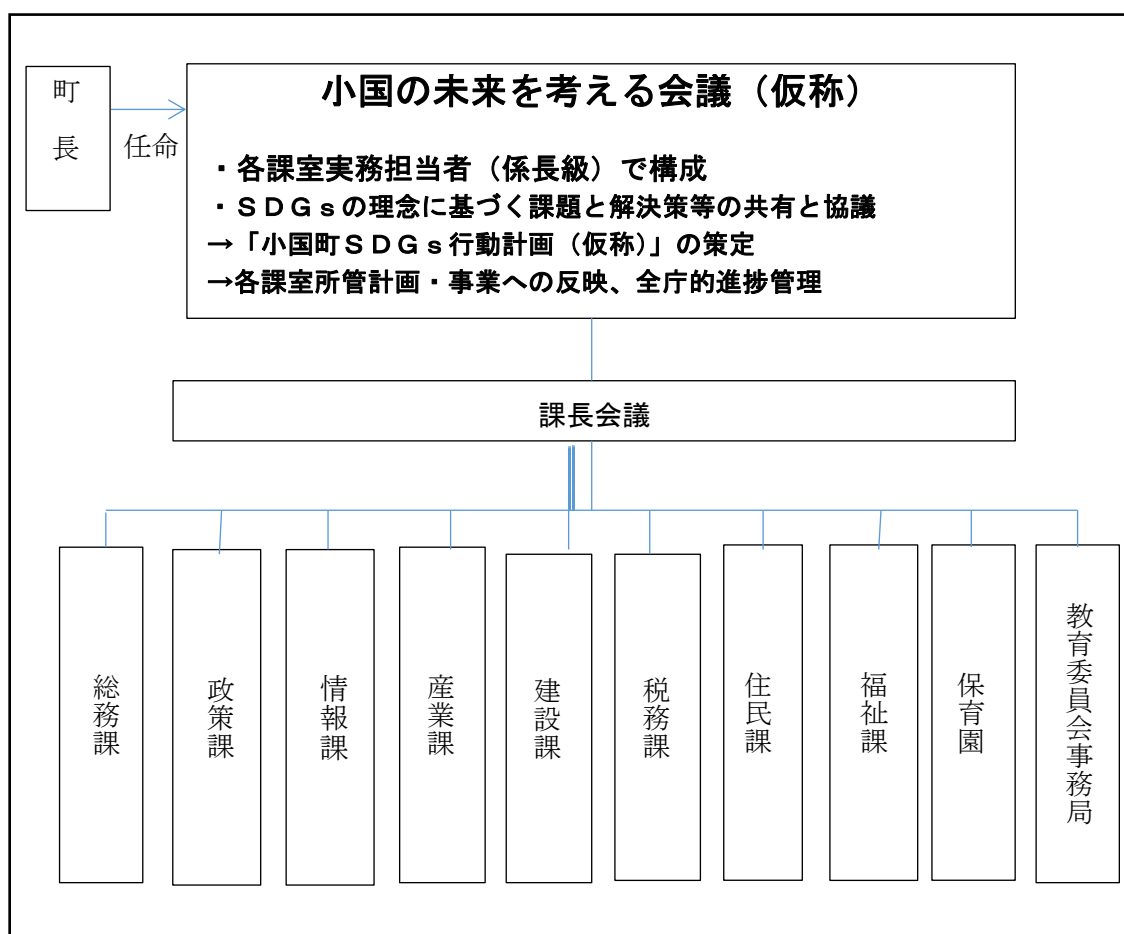 町長
任命
小国の未来を考える会議（仮称）
・各課室実務担当者（係長級）で構成
・ＳＤＧｓの理念に基づく課題と解決策等の共有と協議
→「小国町ＳＤＧｓ行動計画（仮称）」の策定
→各課室所管計画・事業への反映、全庁的進捗管理
課長会議
総務課
政策課
情報課
産業課
建設課
税務課
住民課
福祉課
保育園
教育委員会事務局